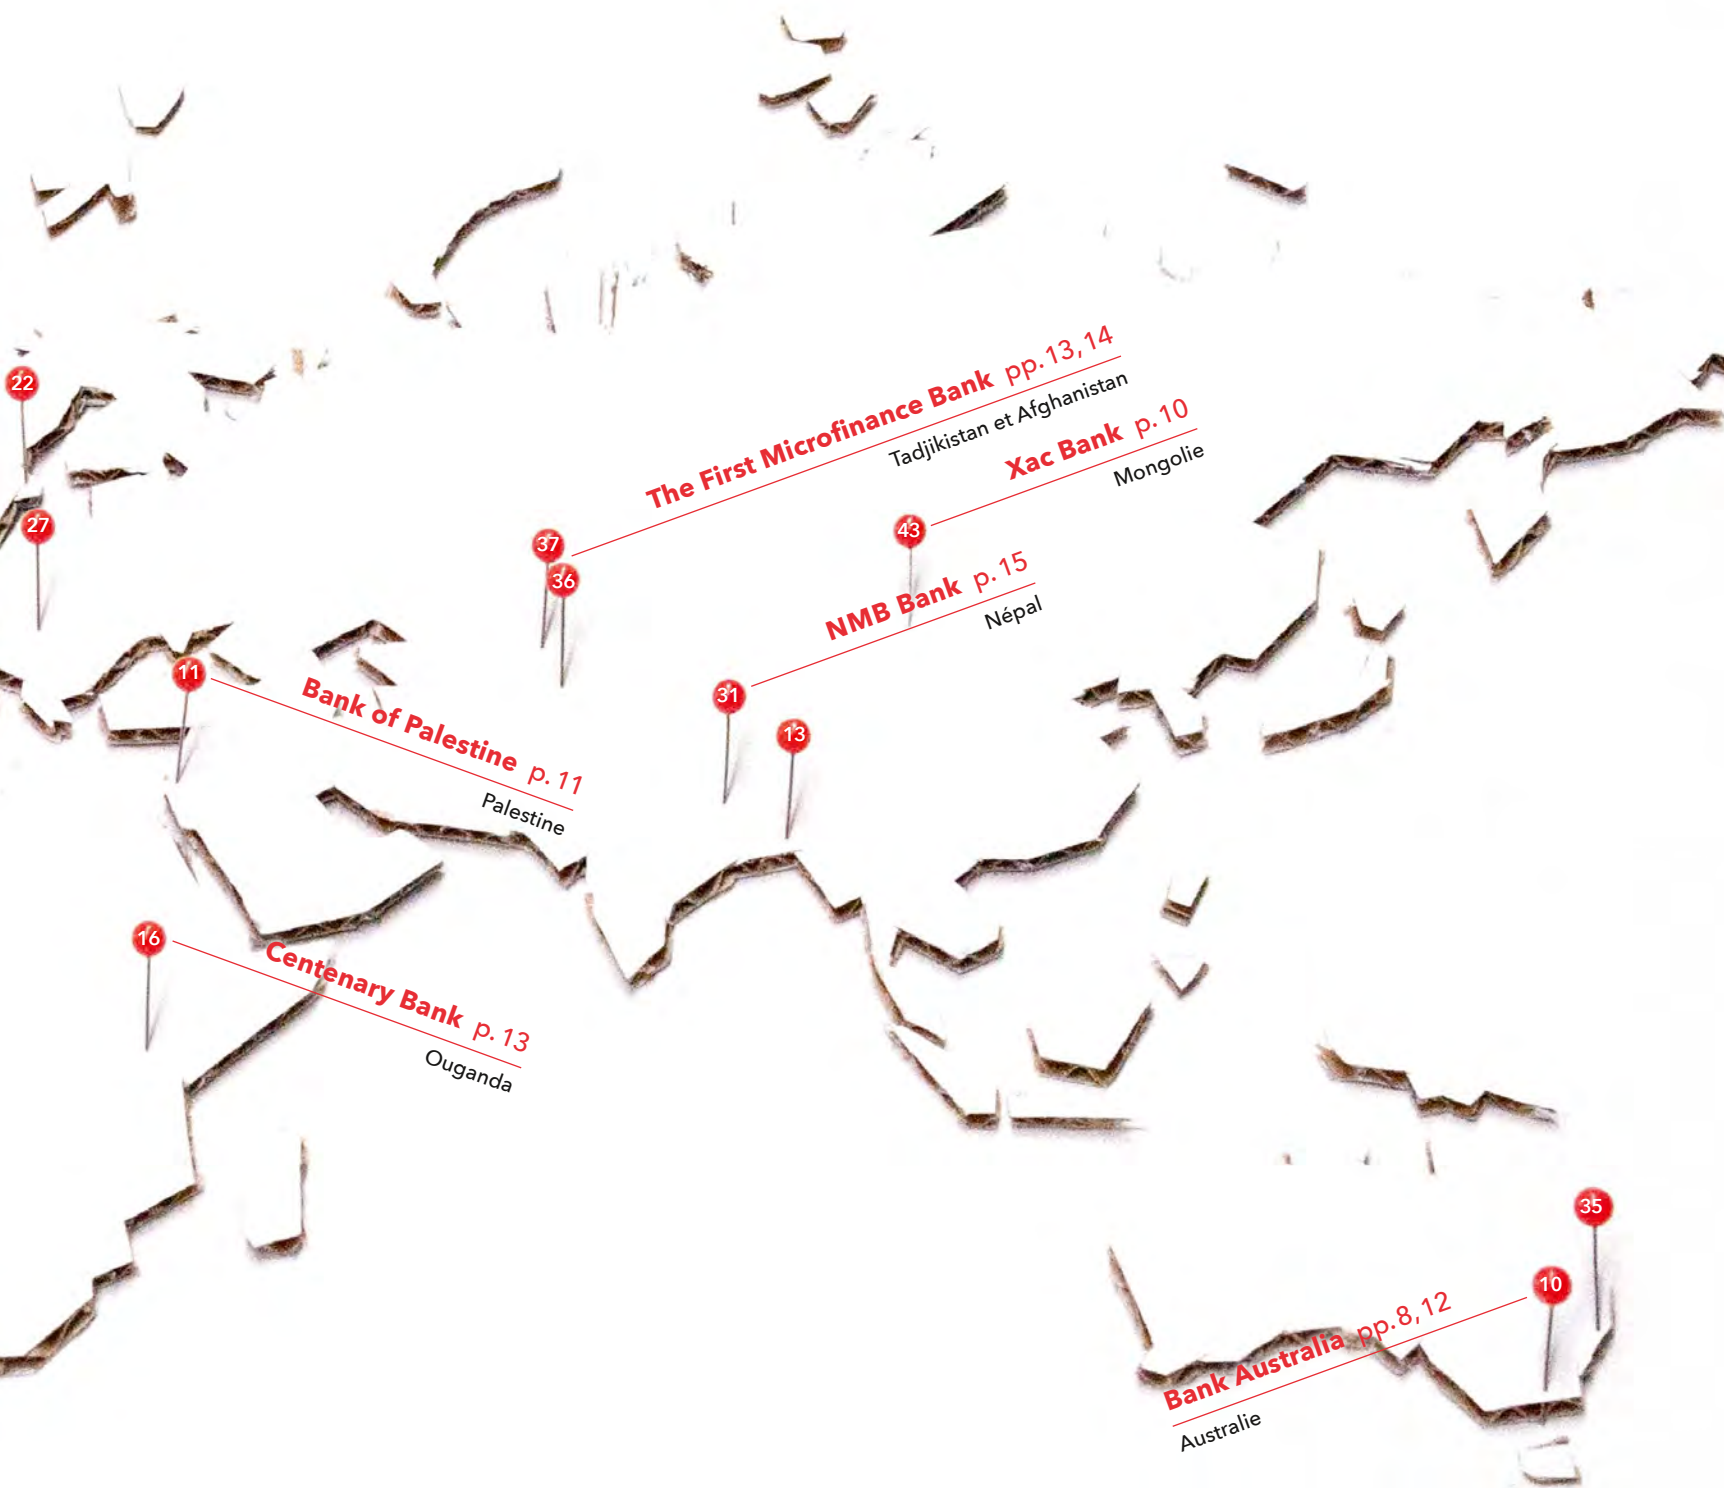 22
The First Microfinance Bank pp. 13, 14
Tadjikistan et Afghanistan
Xac Bank p. 10
Mongolie
27
37
36
43
NMB Bank p. 15
Népal
11
Bank of Palestine p. 11
Palestine
31
13
16
Centenary Bank p. 13
Ouganda
35
10
Bank Australia pp. 8, 12
Australie